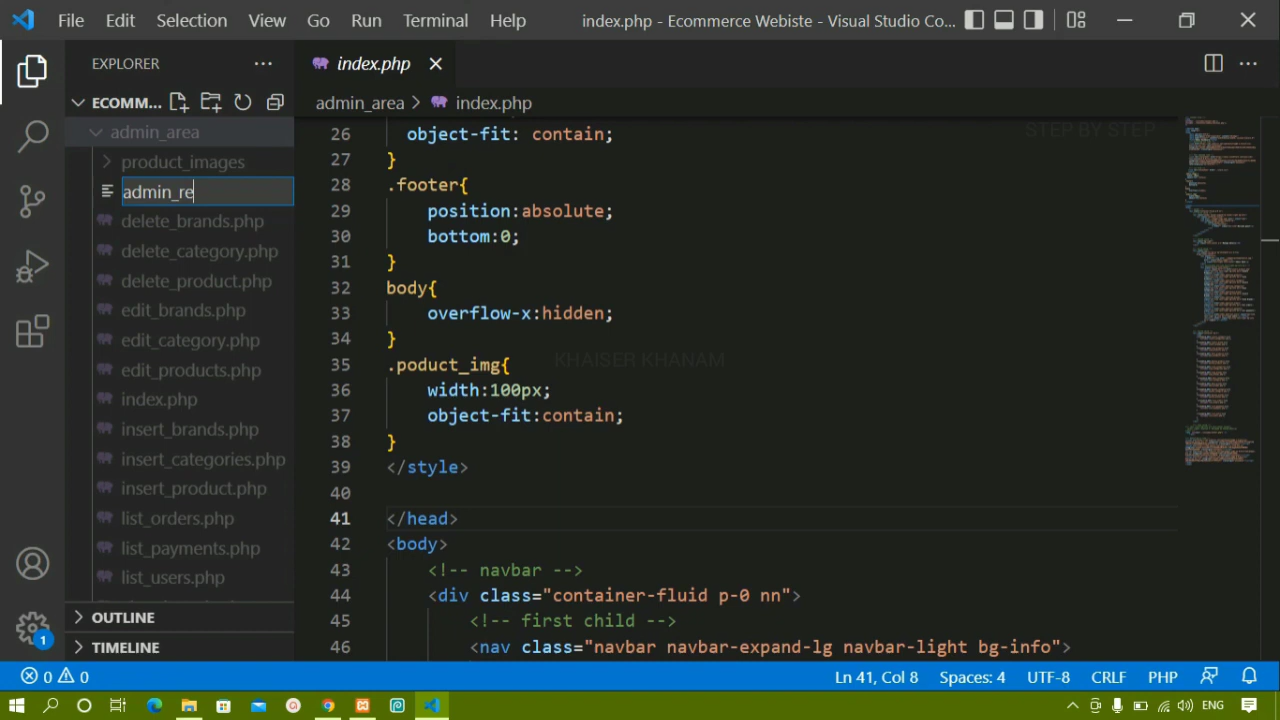 File Edit Selection View Go Run Terminal Help index.php - Ecommerce Webiste - Visual Studio Co...
EXPLORER
index.php
ECOMM...
admin_area
product_images
admin_re
delete_brands.php
delete_category.php
delete_product.php
edit_brands.php
edit_category.php
edit_products.php
index.php
insert_brands.php
insert_categories.php
insert_product.php
list_orders.php
list_payments.php
list_users.php
OUTLINE
TIMELINE
admin_area > index.php
STEP BY STEP
26 object-fit: contain;
27 }
28 .footer{
29 position:absolute;
30 bottom:0;
31 }
32 body{
33 overflow-x:hidden;
34 }
KHAISER KHANAM
35 .poduct_img{
36 width:100px;
37 object-fit:contain;
38 }
39 </style>
40
41 </head>
42 <body>
43 <!-- navbar -->
44 <div class="container-fluid p-0 nn">
45 <!-- first child -->
46 <nav class="navbar navbar-expand-lg navbar-light bg-info">
1
0 0 Ln 41, Col 8 Spaces: 4 UTF-8 CRLF PHP
ENG